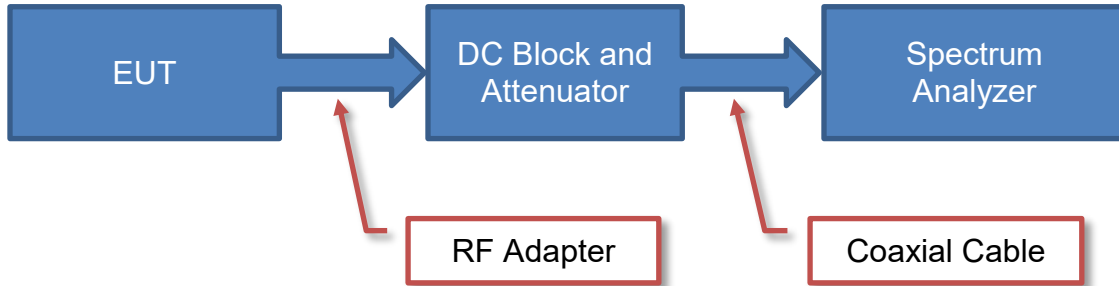 EUT
DC Block and
Attenuator
Spectrum
Analyzer
RF Adapter
Coaxial Cable